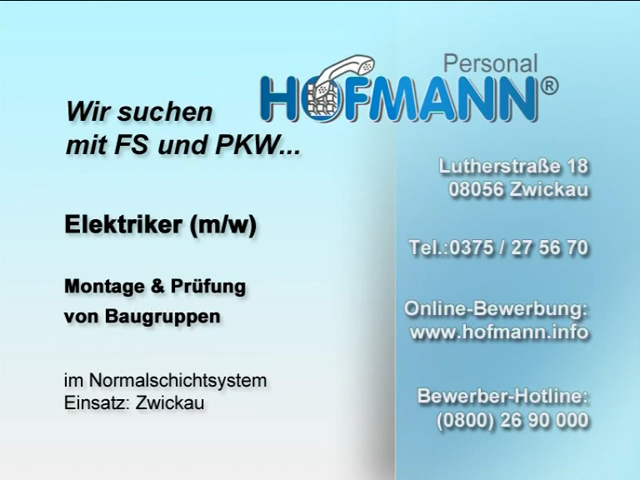 Wir suchen
mit FS und PKW...
Elektriker (m/w)
Montage & Prüfung
von Baugruppen
im Normalschichtsystem
Einsatz: Zwickau
Personal
HOFMANN®
Lutherstraße 18
08056 Zwickau
Tel.:0375 / 27 56 70
Online-Bewerbung:
www.hofmann.info
Bewerber-Hotline:
(0800) 26 90 000